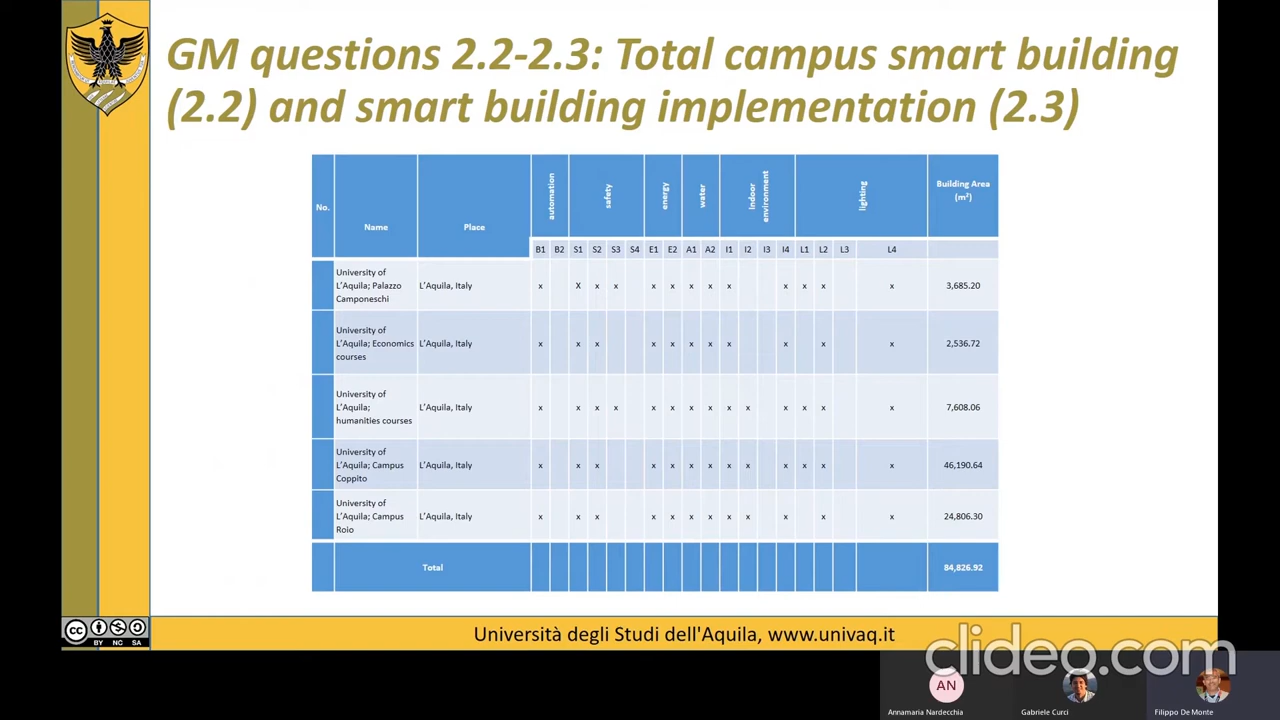 GM questions 2.2-2.3: Total campus smart building
(2.2) and smart building implementation (2.3)
No. Name Place automation safety energy water Indoor environment lighting Building Area (m²)
B1 B2 S1 S2 S3 S4 E1 E2 A1 A2 I1 I2 I3 I4 L1 L2 L3 L4
University of
L'Aquila; Palazzo
Camponeschi
L'Aquila, Italy x X x x x x x x x x x x x 3,685.20
University of
L'Aquila; Economics
courses
L'Aquila, Italy x x x x x x x x x x x 2,536.72
University of
L'Aquila;
humanities courses
L'Aquila, Italy x x x x x x x x x x x x x x 7,608.06
University of
L'Aquila; Campus
Coppito
L'Aquila, Italy x x x x x x x x x x x x x 46,190.64
University of
L'Aquila; Campus
Roio
L'Aquila, Italy x x x x x x x x x x x x 24,806.30
Total 84,826.92
cc BY NC SA
Università degli Studi dell'Aquila, www.univaq.it
clideo.com
AN
Annamaria Nardecchia
Gabriele Curci
Filippo De Monte